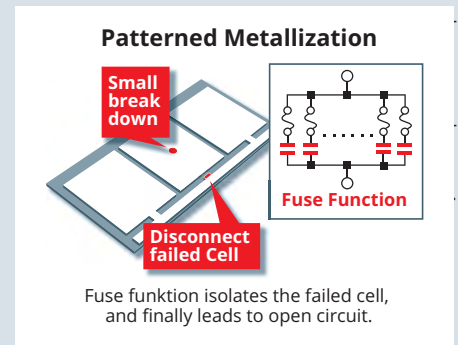 Patterned Metallization
Small
break
down
Fuse Function
Disconnect
failed Cell
Fuse funktion isolates the failed cell,
and finally leads to open circuit.